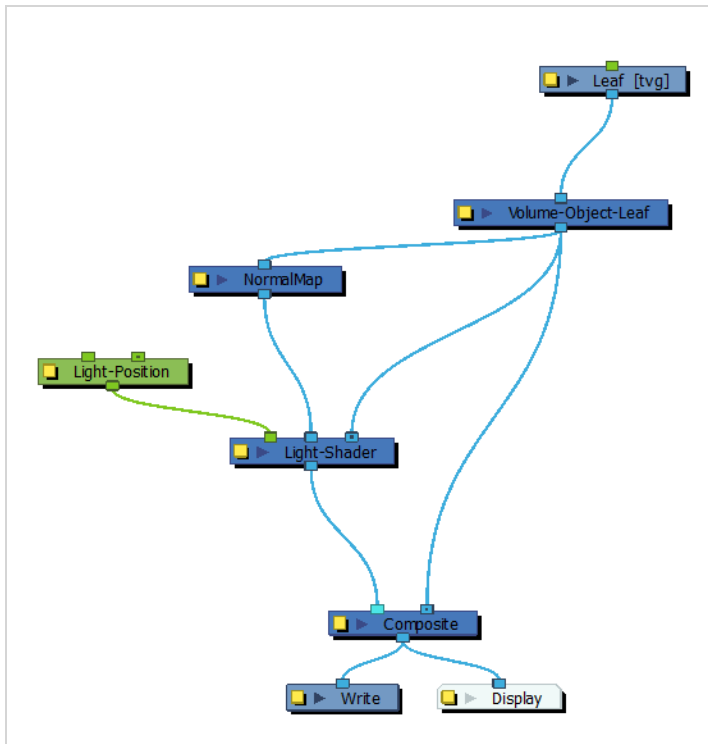 Leaf [tvg]
Volume-Object-Leaf
NormalMap
Light-Position
Light-Shader
Composite
Write
Display